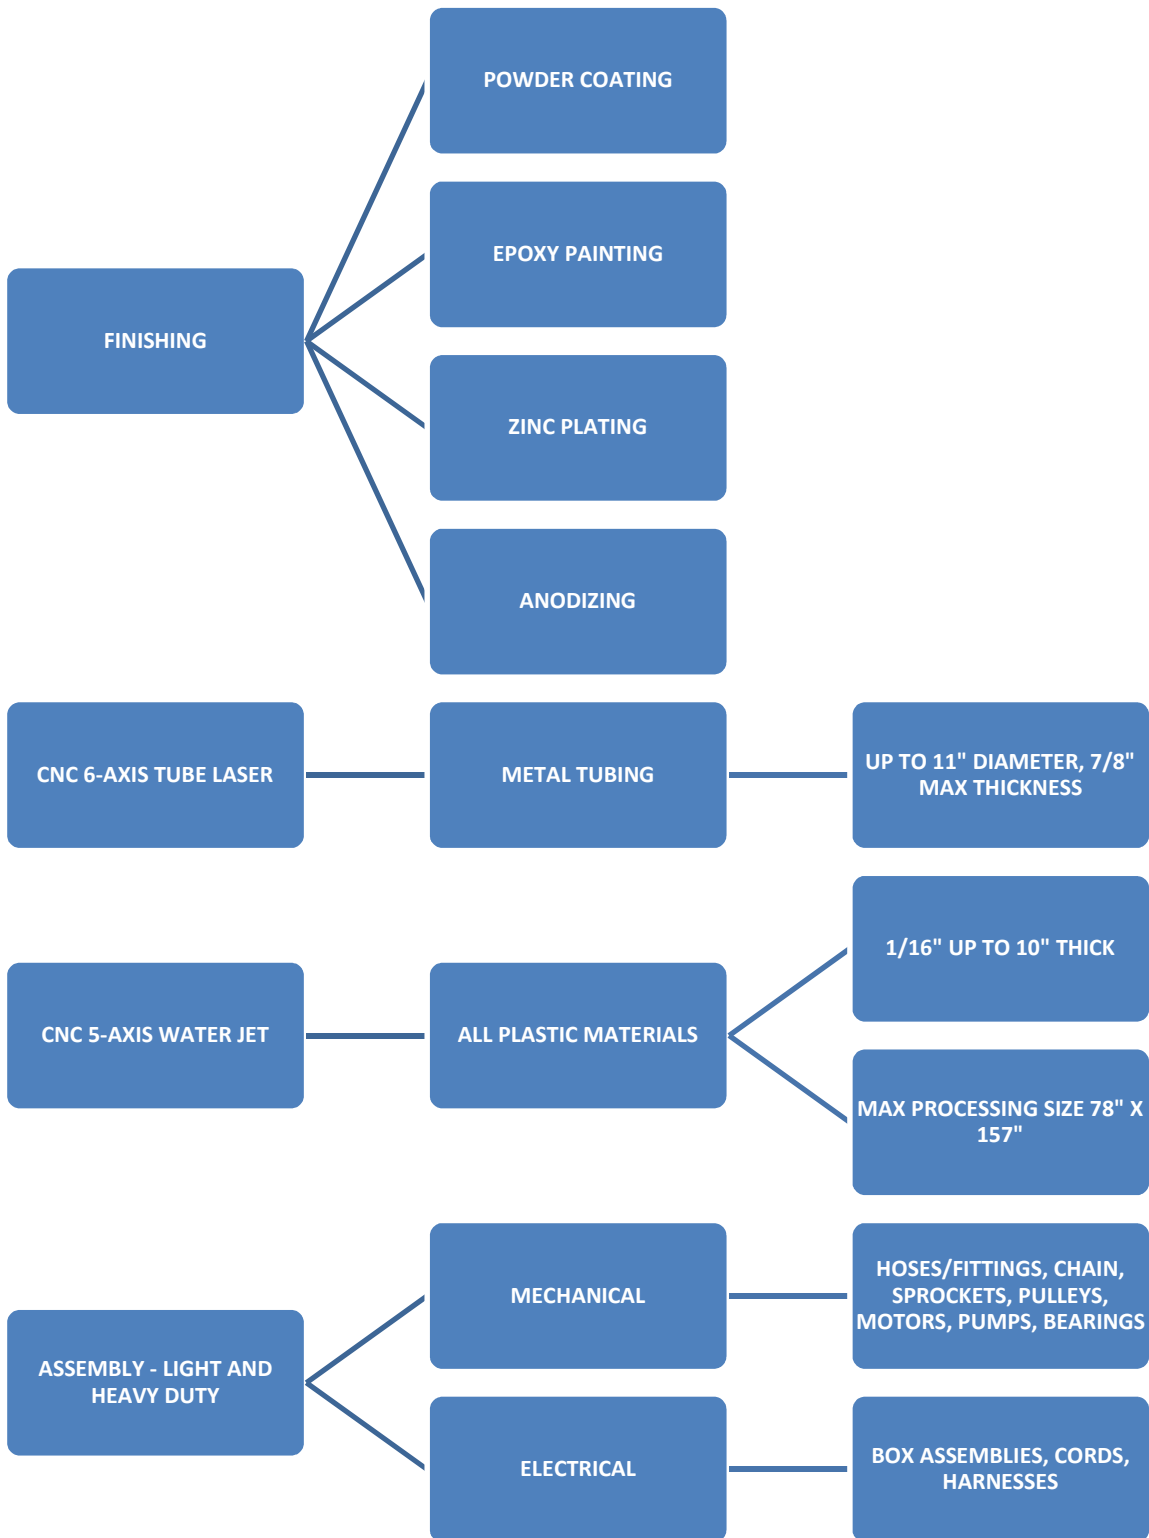 POWDER COATING
EPOXY PAINTING
FINISHING
ZINC PLATING
ANODIZING
CNC 6-AXIS TUBE LASER
METAL TUBING
UP TO 11" DIAMETER, 7/8"
MAX THICKNESS
1/16" UP TO 10" THICK
CNC 5-AXIS WATER JET
ALL PLASTIC MATERIALS
MAX PROCESSING SIZE 78" X
157"
MECHANICAL
HOSES/FITTINGS, CHAIN,
SPROCKETS, PULLEYS,
MOTORS, PUMPS, BEARINGS
ASSEMBLY - LIGHT AND
HEAVY DUTY
ELECTRICAL
BOX ASSEMBLIES, CORDS,
HARNESSES